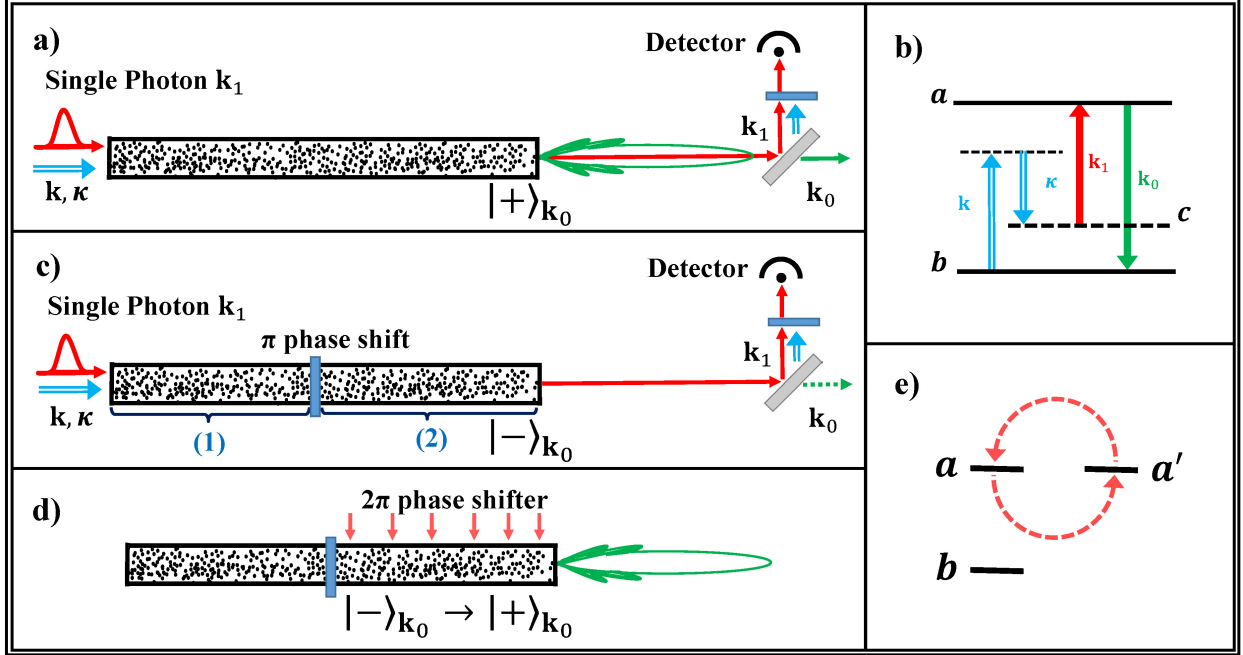 a)
Single Photon k₁
k, κ
|+⟩k₀
Detector
k₁
k₀
b)
a
k
κ
k₁
k₀
c
b
c)
Single Photon k₁
k, κ
π phase shift
(1)
(2)
|−⟩k₀
Detector
k₁
k₀
d)
2π phase shifter
|−⟩k₀ → |+⟩k₀
e)
a
a′
b